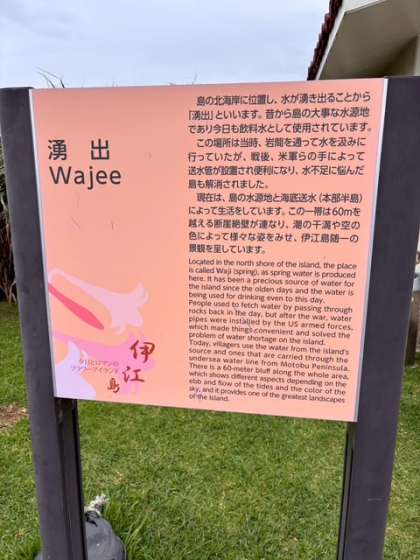 湧出
Wajee
島の北海岸に位置し、水が湧き出ることから
「湧出」といいます。昔から島の大事な水源地
であり今日も飲料水として使用されています。
この場所は当時、岩間を通って水を汲みに
行っていたが、戦後、米軍らの手によって
送水管が設置され便利になり、水不足に悩んだ
島も解消されました。
現在は、島の水源地と海底送水(本部半島)
によって生活をしています。この一帯は60mを
越える断崖絶壁が連なり、潮の干満や空の
色によって様々な姿をみせ、伊江島随一の
景観を呈しています。
Located in the north shore of the island, the place
is called Waji (spring), as spring water is produced
here. It has been a precious source of water for
the island since the olden days and the water is
being used for drinking even to this day.
People used to fetch water by passing through
rocks back in the day, but after the war, water
pipes were installed by the US armed forces,
which made things convenient and solved the
problem of water shortage on the island.
Today, villagers use the water from the island's
source and ones that are carried through the
undersea water line from Motobu Peninsula.
There is a 60-meter bluff along the whole area,
which shows different aspects depending on the
ebb and flow of the tides and the color of the
sky, and it provides one of the greatest landscapes
of the Island.
夕日とロマンの
フラワーアイランド
伊江島